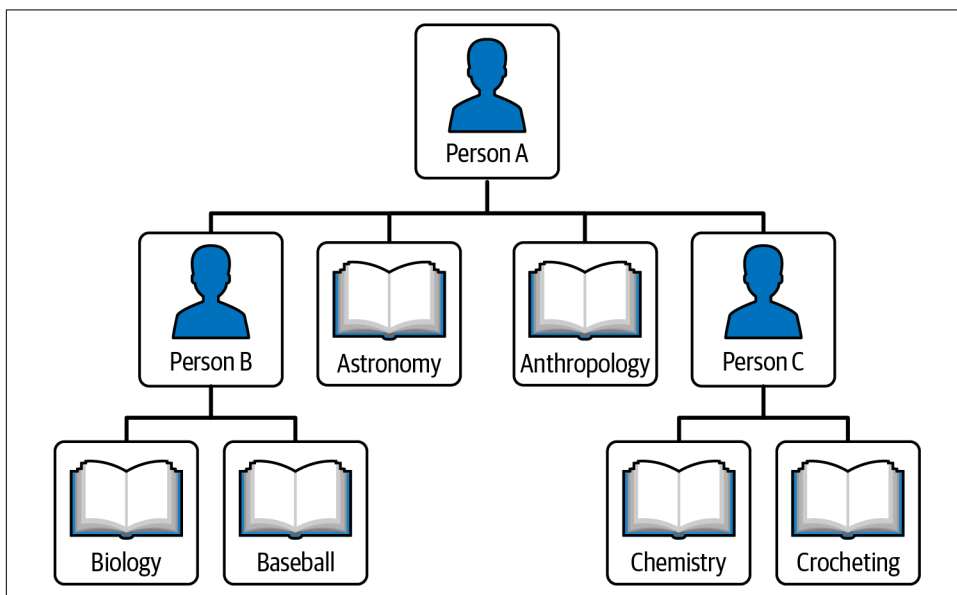 Person A
Person B
Astronomy
Anthropology
Person C
Biology
Baseball
Chemistry
Crocheting